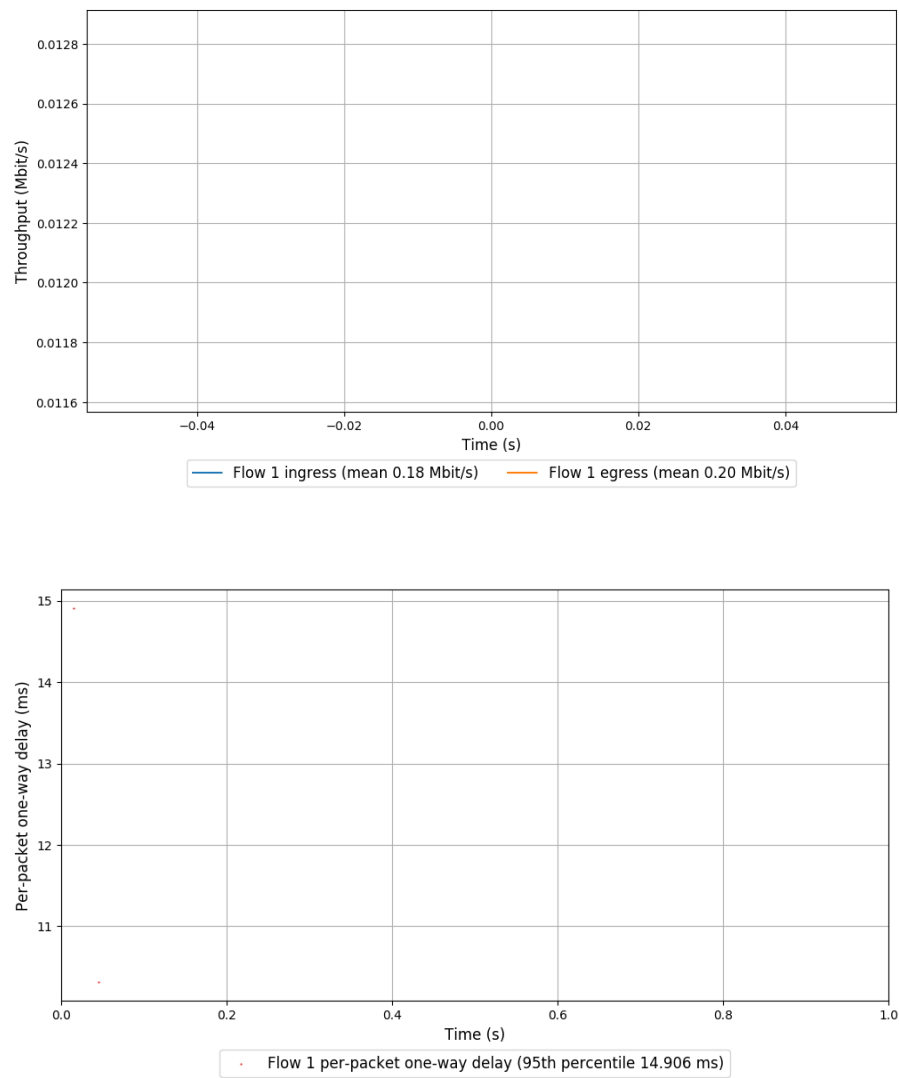 0.0128
0.0126
0.0124
0.0122
0.0120
0.0118
0.0116
Throughput (Mbit/s)
−0.04 −0.02 0.00 0.02 0.04
Time (s)
Flow 1 ingress (mean 0.18 Mbit/s) Flow 1 egress (mean 0.20 Mbit/s)
15
14
13
12
11
Per-packet one-way delay (ms)
0.0 0.2 0.4 0.6 0.8 1.0
Time (s)
Flow 1 per-packet one-way delay (95th percentile 14.906 ms)